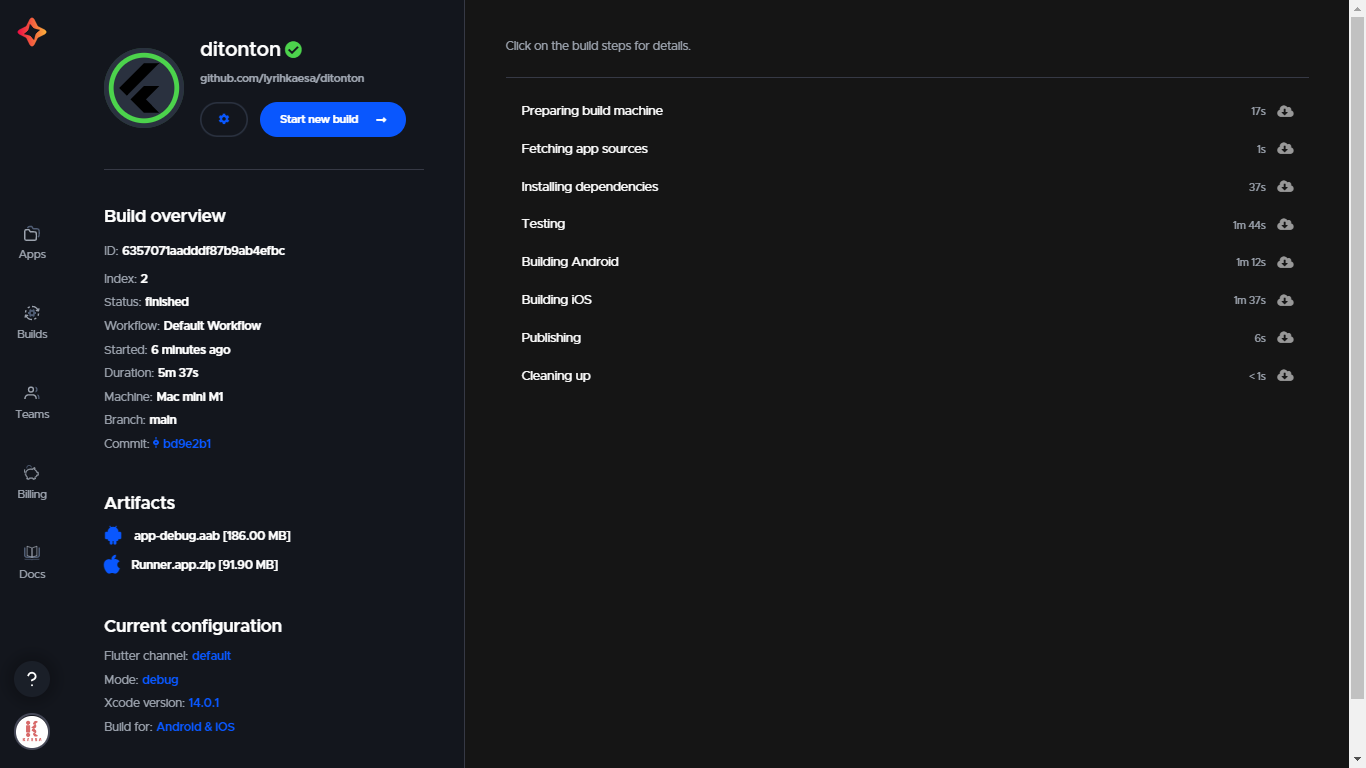 ditonton
github.com/lyrihkaesa/ditonton
Start new build →
Apps
Builds
Teams
Billing
Docs
?
Build overview
ID: 6357071aadddf87b9ab4efbc
Index: 2
Status: finished
Workflow: Default Workflow
Started: 6 minutes ago
Duration: 5m 37s
Machine: Mac mini M1
Branch: main
Commit: bd9e2b1
Artifacts
app-debug.aab [186.00 MB]
Runner.app.zip [91.90 MB]
Current configuration
Flutter channel: default
Mode: debug
Xcode version: 14.0.1
Build for: Android & iOS
Click on the build steps for details.
Preparing build machine 17s
Fetching app sources 1s
Installing dependencies 37s
Testing 1m 44s
Building Android 1m 12s
Building iOS 1m 37s
Publishing 6s
Cleaning up < 1s